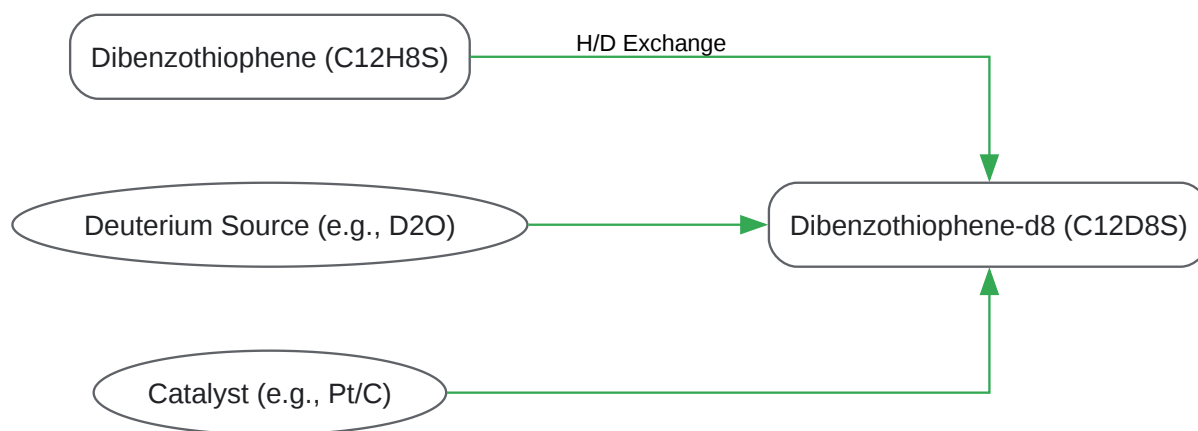 H/D Exchange
Dibenzothiophene (C12H8S)
Deuterium Source (e.g., D2O)
Dibenzothiophene-d8 (C12D8S)
Catalyst (e.g., Pt/C)